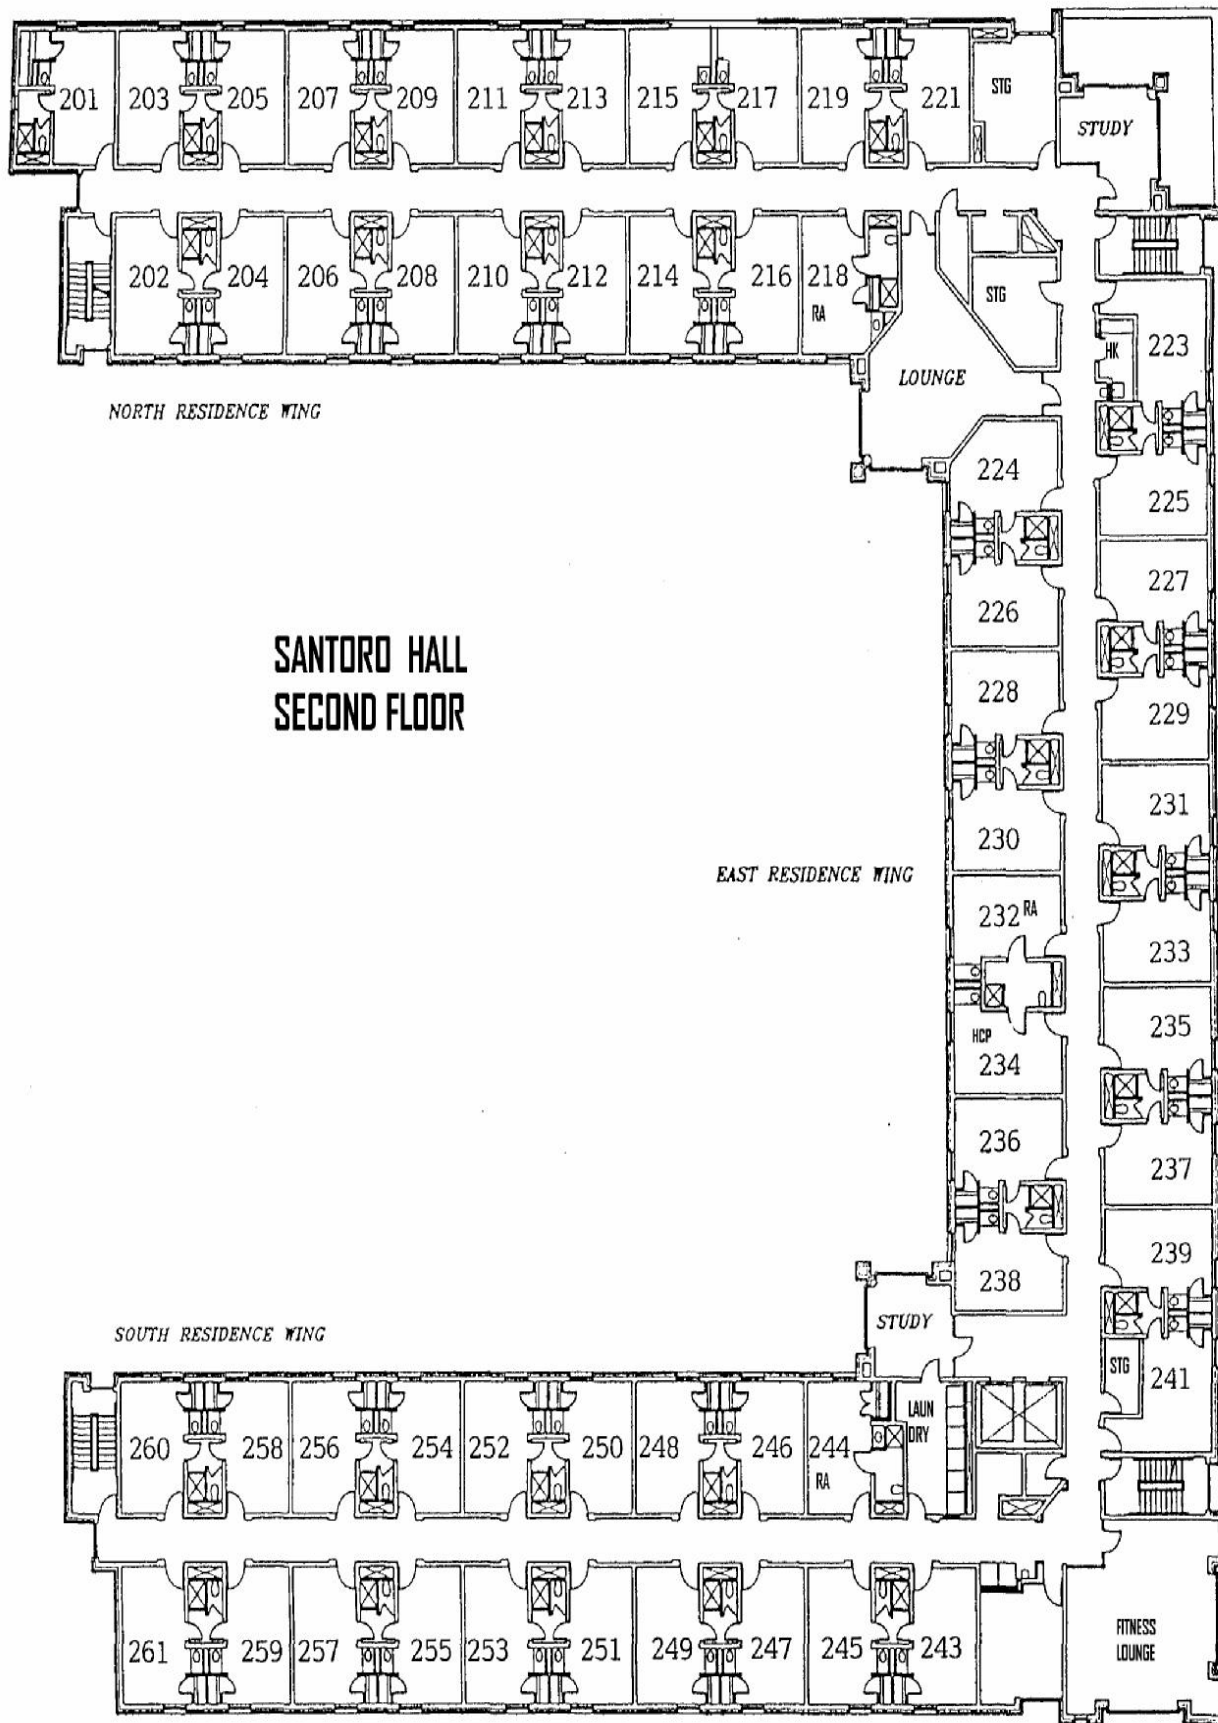 201 203 205 207 209 211 213 215 217 219 221 STG
STUDY
202 204 206 208 210 212 214 216 218
RA
STG
HK 223
LOUNGE
NORTH RESIDENCE WING
224
225
227
226
SANTORO HALL
SECOND FLOOR
228
229
231
230
EAST RESIDENCE WING
232 RA
233
235
HCP
234
236
237
239
238
STUDY
SOUTH RESIDENCE WING
STG 241
LAUN
DRY
260 258 256 254 252 250 248 246 244
RA
261 259 257 255 253 251 249 247 245 243
FITNESS
LOUNGE